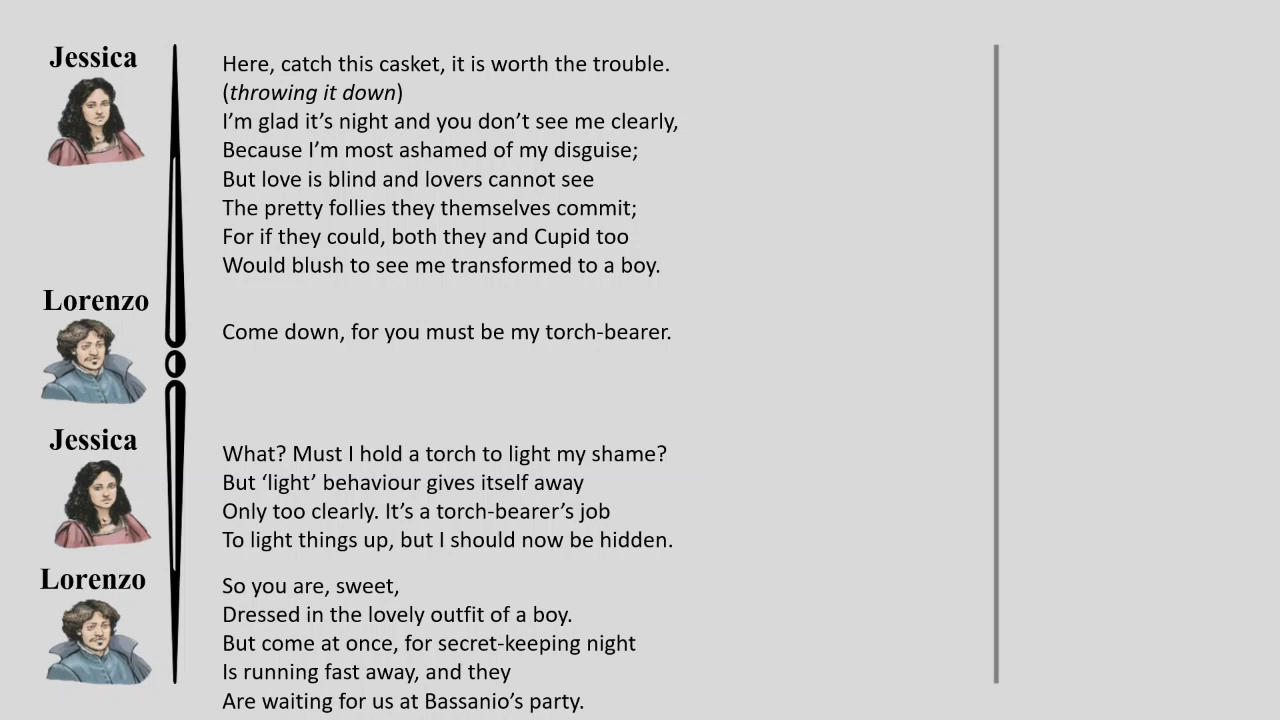 Jessica
Here, catch this casket, it is worth the trouble.
(throwing it down)
I’m glad it’s night and you don’t see me clearly,
Because I’m most ashamed of my disguise;
But love is blind and lovers cannot see
The pretty follies they themselves commit;
For if they could, both they and Cupid too
Would blush to see me transformed to a boy.
Lorenzo
Come down, for you must be my torch-bearer.
Jessica
What? Must I hold a torch to light my shame?
But ‘light’ behaviour gives itself away
Only too clearly. It’s a torch-bearer’s job
To light things up, but I should now be hidden.
Lorenzo
So you are, sweet,
Dressed in the lovely outfit of a boy.
But come at once, for secret-keeping night
Is running fast away, and they
Are waiting for us at Bassanio’s party.